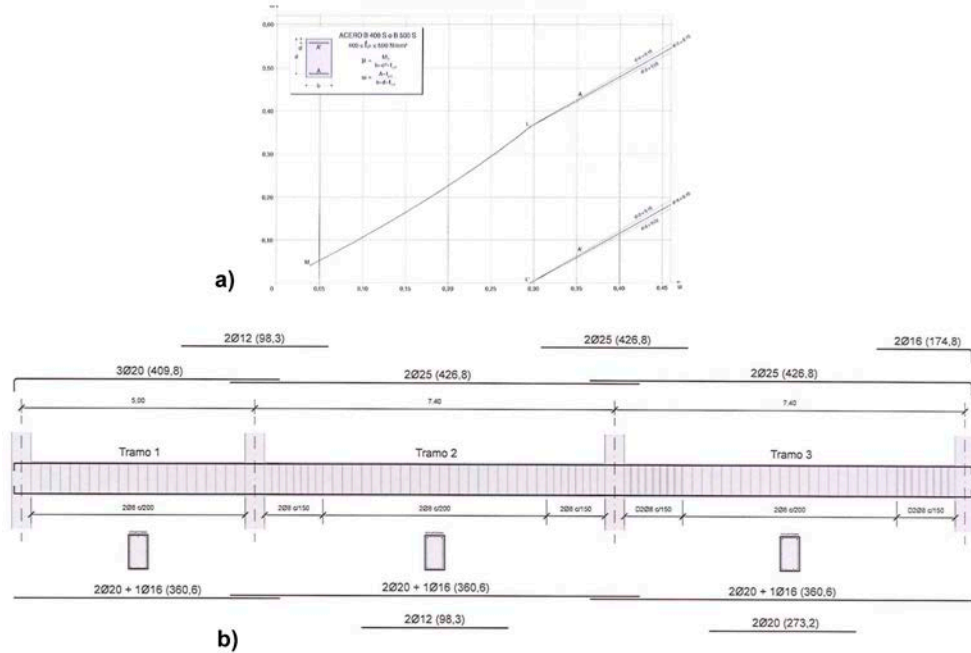 0,60
ACERO B 400 S o B 500 S
0,50
0,40
0,30
0,20
0,10
0
0,05
0,10
0,15
0,20
0,25
0,30
0,35
0,40
0,45
a)
2Ø12 (98,3)
2Ø25 (426,8)
2Ø16 (174,8)
3Ø20 (409,8)
2Ø25 (426,8)
2Ø25 (426,8)
5,00
7,40
7,40
Tramo 1
Tramo 2
Tramo 3
2Ø8 c/200
2Ø8 c/150
2Ø8 c/200
2Ø8 c/150
D2Ø8 c/150
2Ø8 c/200
D2Ø8 c/150
2Ø20 + 1Ø16 (360,6)
2Ø20 + 1Ø16 (360,6)
2Ø20 + 1Ø16 (360,6)
2Ø12 (98,3)
2Ø20 (273,2)
b)